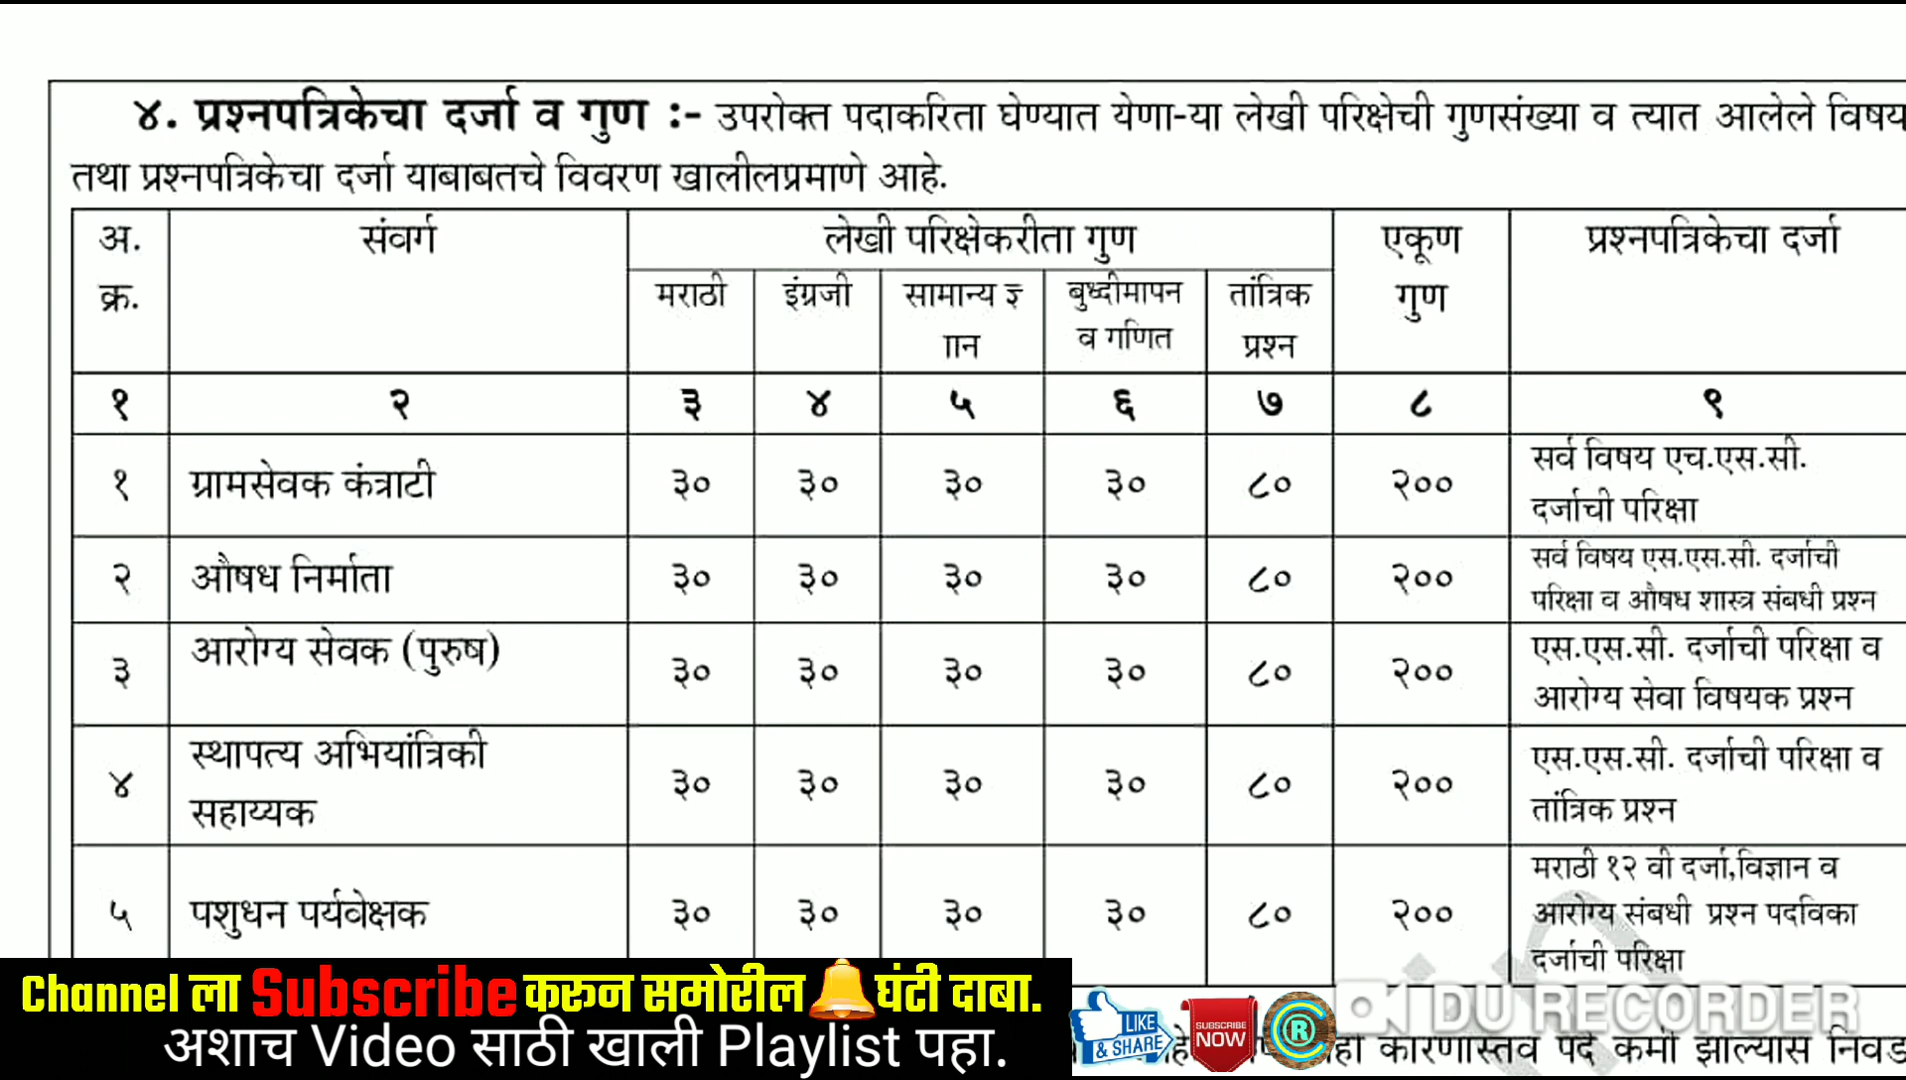 ४. प्रश्नपत्रिकेचा दर्जा व गुण :- उपरोक्त पदाकरिता घेण्यात येणा-या लेखी परिक्षेची गुणसंख्या व त्यात आलेले विषय
तथा प्रश्नपत्रिकेचा दर्जा याबाबतचे विवरण खालीलप्रमाणे आहे.
अ. क्र. संवर्ग लेखी परिक्षेकरीता गुण एकूण गुण प्रश्नपत्रिकेचा दर्जा
मराठी इंग्रजी सामान्य ज्ञान बुध्दीमापन व गणित तांत्रिक प्रश्न
१ २ ३ ४ ५ ६ ७ ८ ९
१ ग्रामसेवक कंत्राटी ३० ३० ३० ३० ८० २०० सर्व विषय एच.एस.सी.
दर्जाची परिक्षा
२ औषध निर्माता ३० ३० ३० ३० ८० २०० सर्व विषय एस.एस.सी. दर्जाची
परिक्षा व औषध शास्त्र संबधी प्रश्न
३ आरोग्य सेवक (पुरुष) ३० ३० ३० ३० ८० २०० एस.एस.सी. दर्जाची परिक्षा व
आरोग्य सेवा विषयक प्रश्न
४ स्थापत्य अभियांत्रिकी सहाय्यक ३० ३० ३० ३० ८० २०० एस.एस.सी. दर्जाची परिक्षा व
तांत्रिक प्रश्न
५ पशुधन पर्यवेक्षक ३० ३० ३० ३० ८० २०० मराठी १२ वी दर्जा,विज्ञान व
आरोग्य संबधी प्रश्न पदविका
दर्जाची परिक्षा
Channel ला Subscribe करून समोरील घंटी दाबा.
अशाच Video साठी खाली Playlist पहा.
LIKE
& SHARE
SUBSCRIBE
NOW
R
DU RECORDER
कारणास्तव पदे कमी झाल्यास निवड